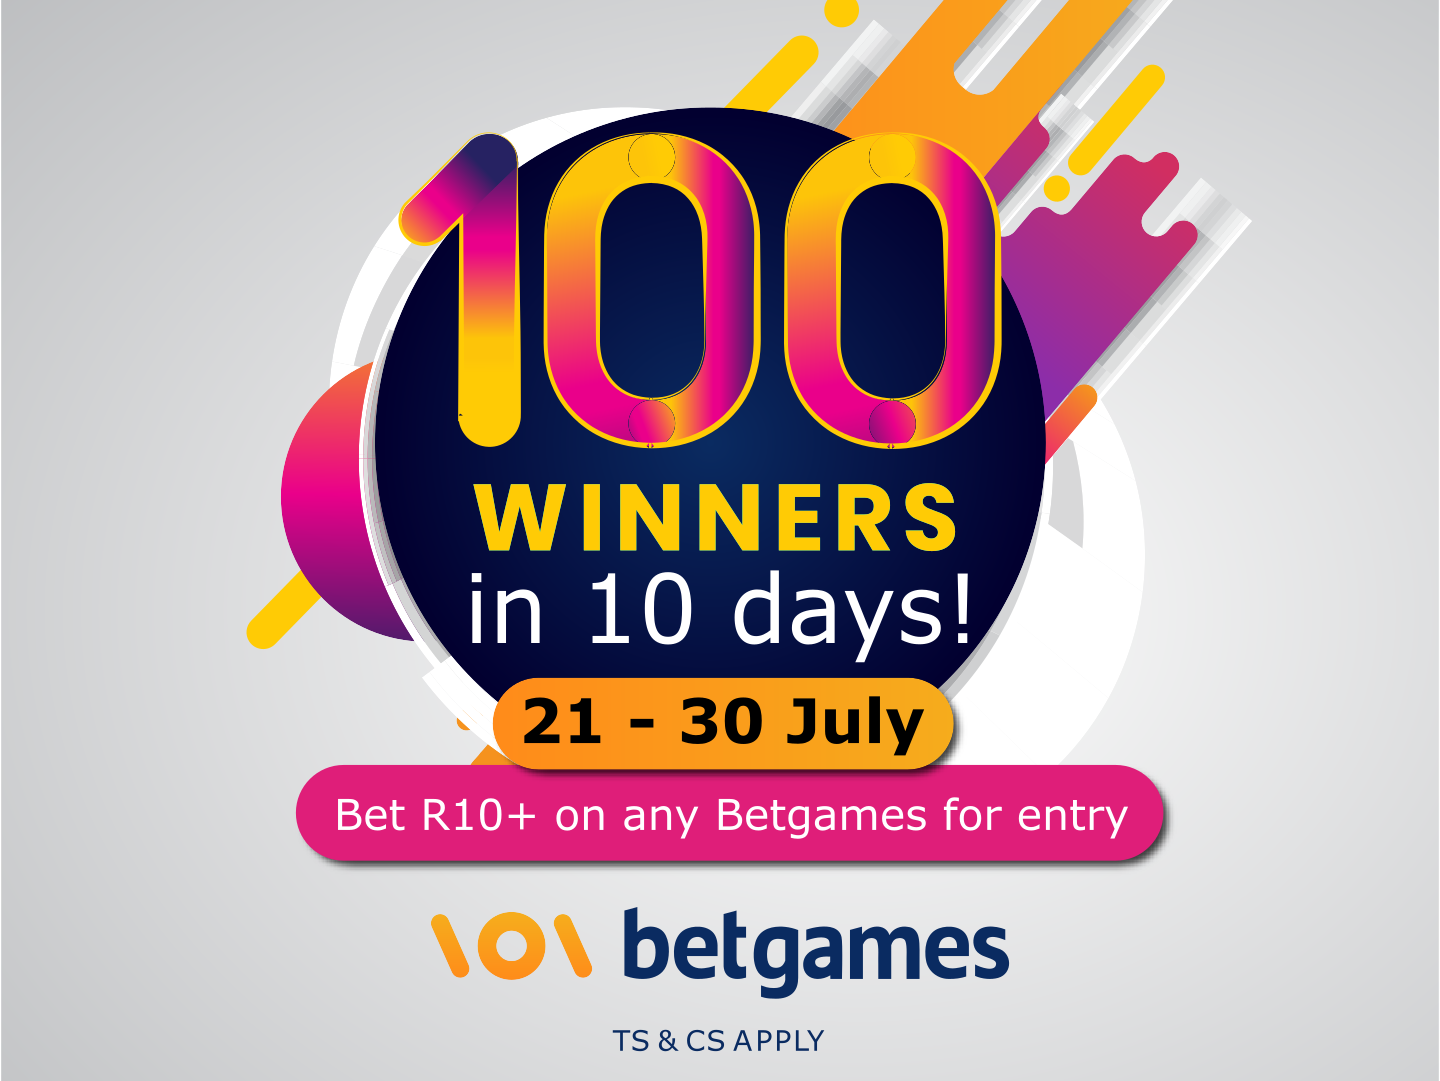 100
WINNERS
in 10 days!
21 - 30 July
Bet R10+ on any Betgames for entry
betgames
TS & CS APPLY